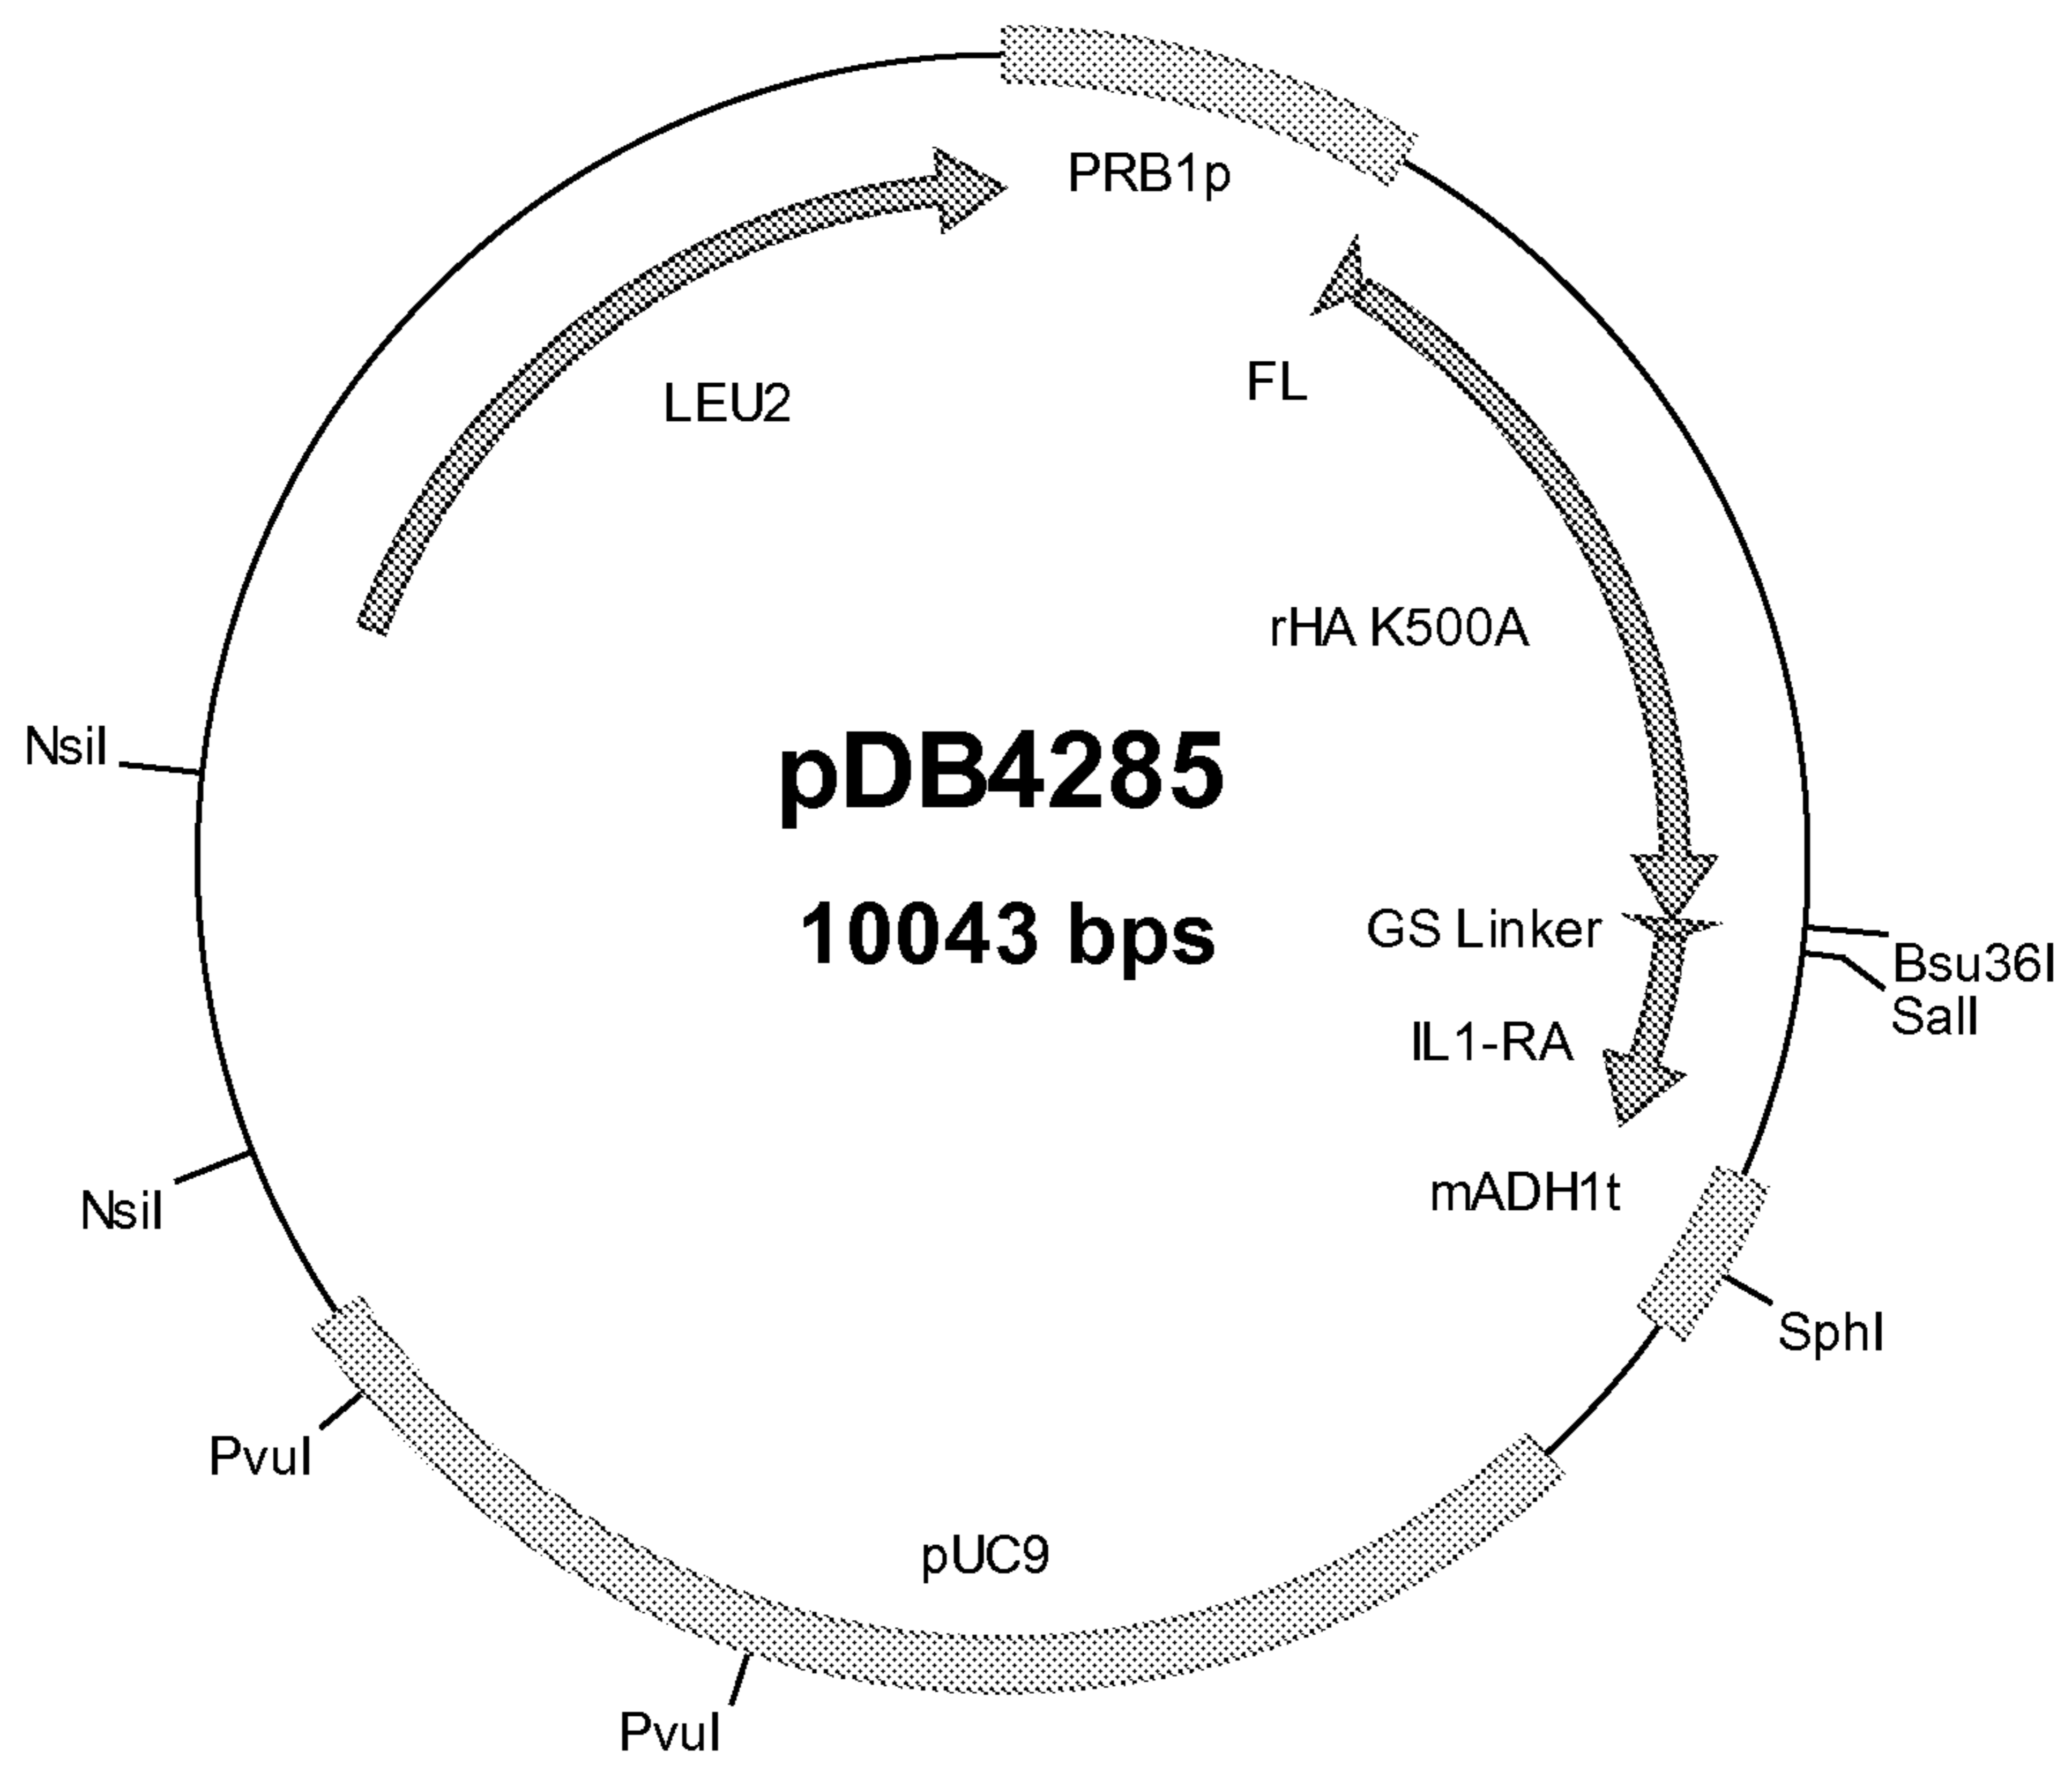 PRB1p
FL
LEU2
rHA K500A
NsiI
pDB4285
10043 bps
GS Linker
Bsu36I
SalI
IL1-RA
mADH1t
NsiI
SphI
PvuI
pUC9
PvuI